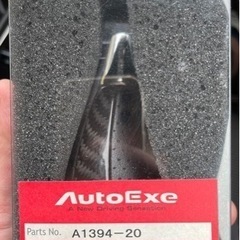 AutoExe
A New Driving Sensation
Parts No. A1394-20